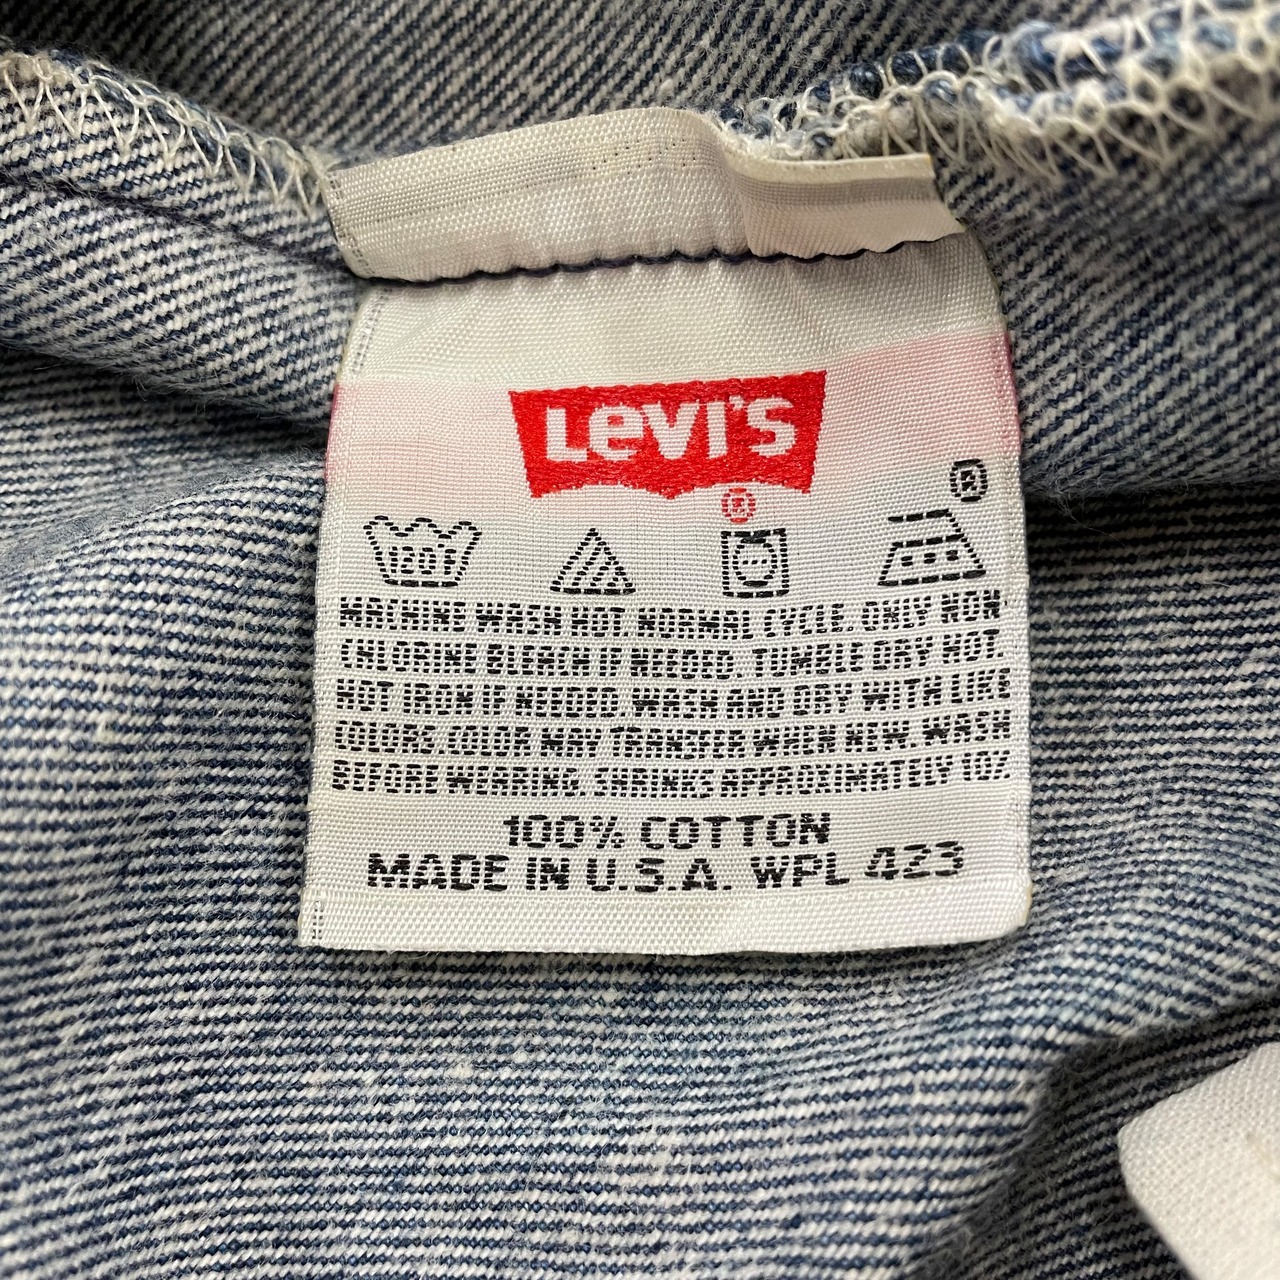 Levi's
®
®
120F
MACHINE WASH HOT. NORMAL CYCLE. ONLY NON
CHLORINE BLEACH IF NEEDED. TUMBLE DRY HOT.
HOT IRON IF NEEDED. WASH AND DRY WITH LIKE
COLORS. COLOR MAY TRANSFER WHEN NEW. WASH
BEFORE WEARING. SHRINKS APPROXIMATELY 10%
100% COTTON
MADE IN U.S.A. WPL 423